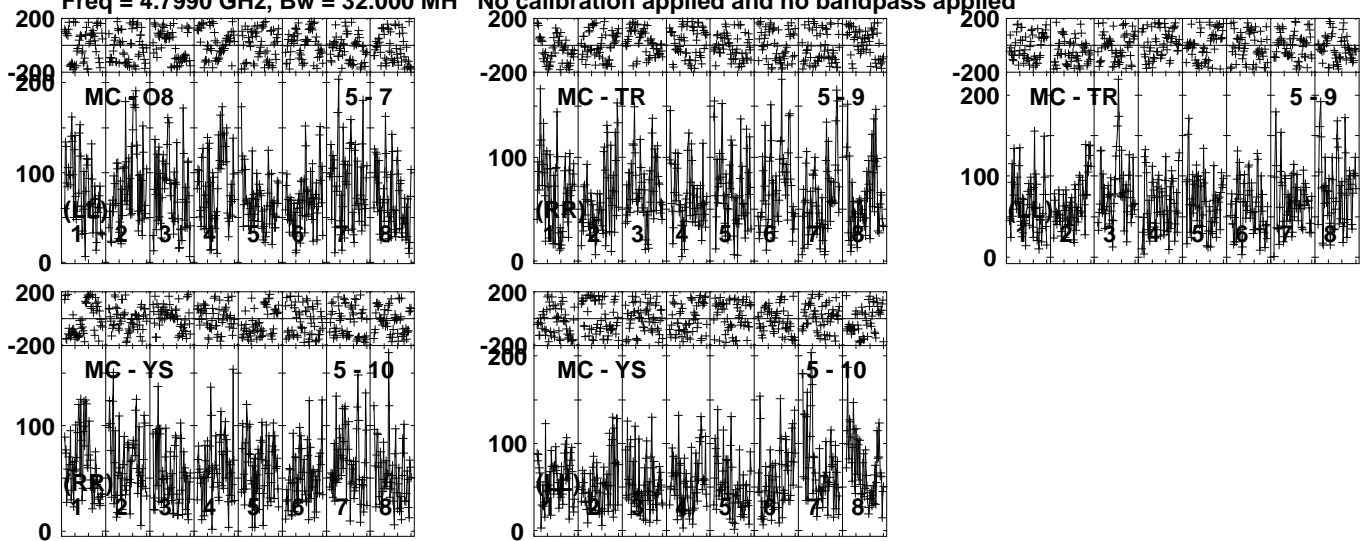 Freq = 4.7990 GHz, Bw = 32.000 MH No calibration applied and no bandpass applied
200
-200
200
MC - O8 5 - 7
100
(LL)
1 2 3 4 5 6 7 8
0
200
-200
MC - TR 5 - 9
100
(RR)
1 2 3 4 5 6 7 8
0
200
-200
200
MC - TR 5 - 9
100
(LL)
1 2 3 4 5 6 7 8
0
200
-200
MC - YS 5 - 10
100
(RR)
1 2 3 4 5 6 7 8
0
200
-200
200
MC - YS 5 - 10
100
(LL)
1 2 3 4 5 6 7 8
0